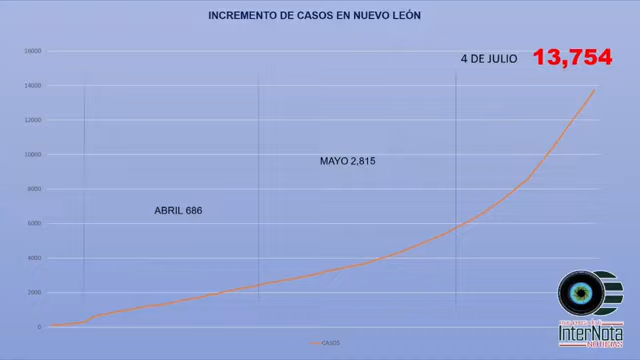 INCREMENTO DE CASOS EN NUEVO LEÓN
4 DE JULIO 13,754
16000
14000
12000
10000
8000
6000
4000
2000
0
MAYO 2,815
ABRIL 686
CASOS
InterNota
NOTICIAS